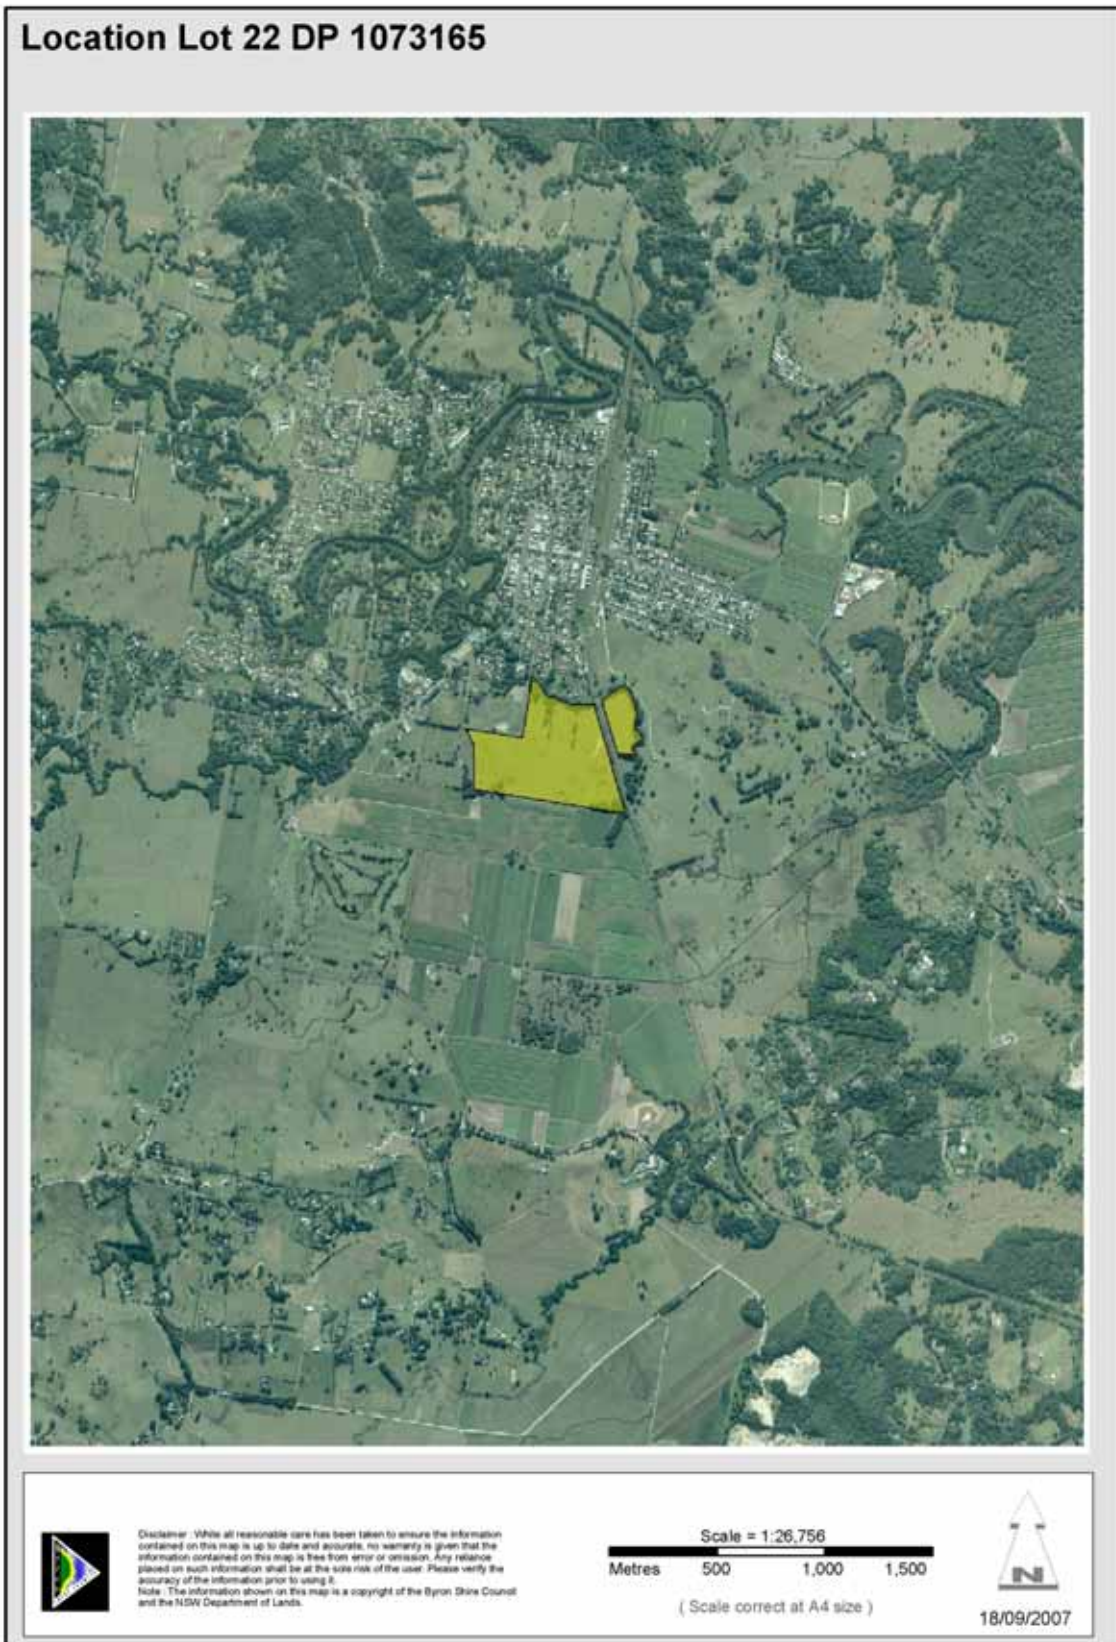 Location Lot 22 DP 1073165
Disclaimer : While all reasonable care has been taken to ensure the information
contained on this map is up to date and accurate, no warranty is given that the
information contained on this map is free from error or omission. Any reliance
placed on such information shall be at the sole risk of the user. Please verify the
accuracy of the information prior to using it.
Note : The information shown on this map is a copyright of the Byron Shire Council
and the NSW Department of Lands.
Scale = 1:26,756
Metres 500 1,000 1,500
( Scale correct at A4 size )
N
18/09/2007